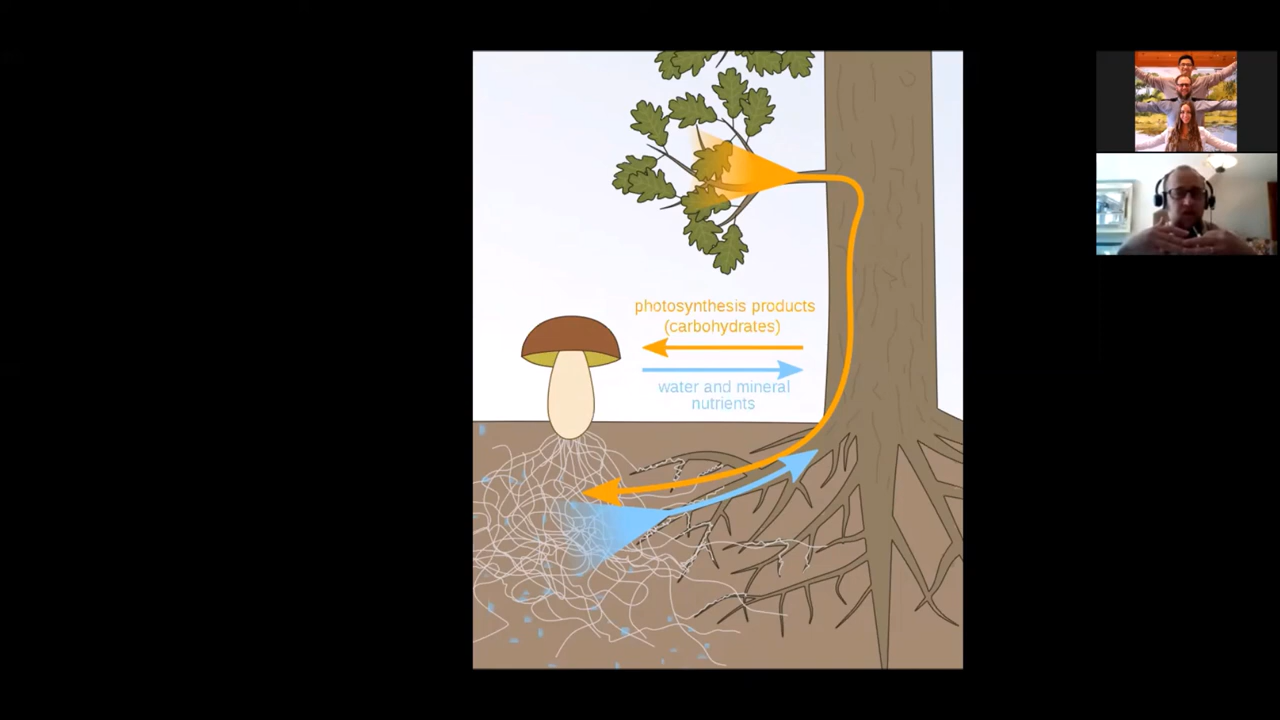 photosynthesis products
(carbohydrates)
water and mineral
nutrients